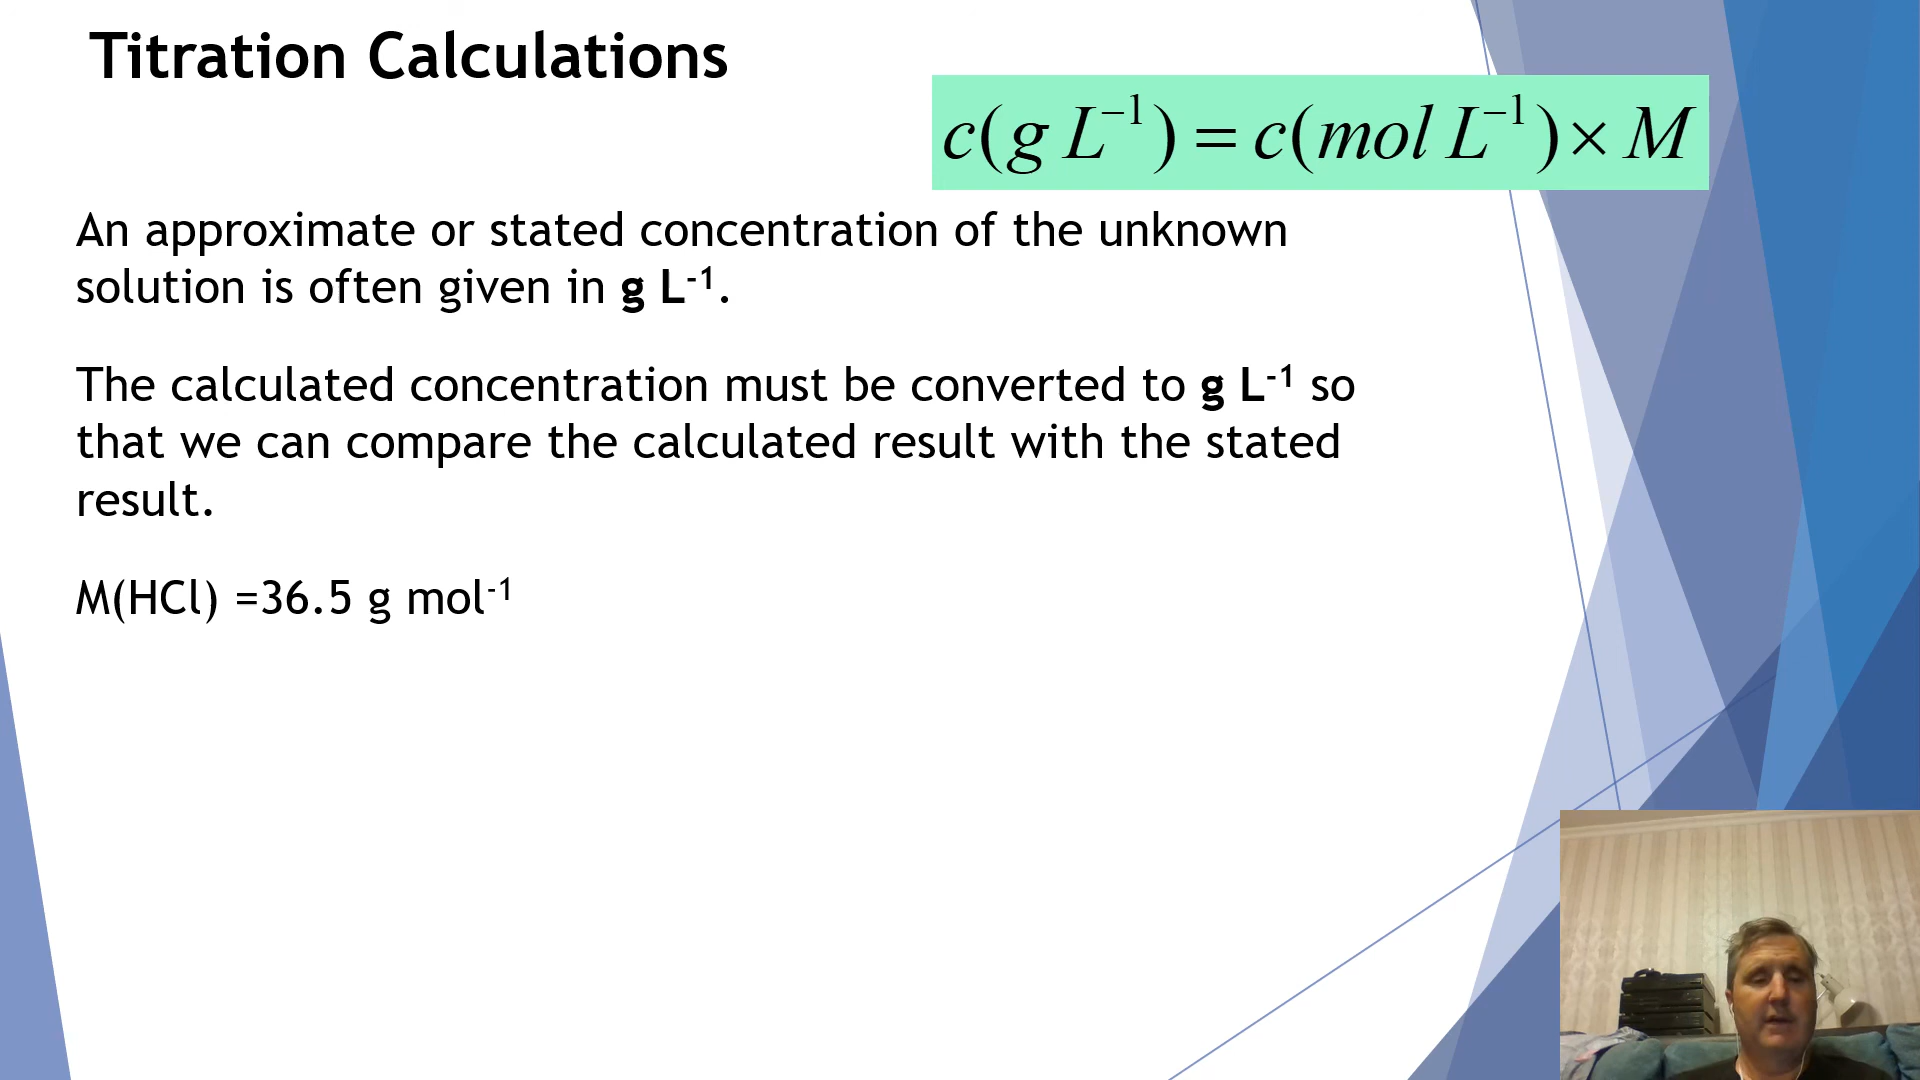 Titration Calculations
c(g L⁻¹) = c(mol L⁻¹) × M
An approximate or stated concentration of the unknown
solution is often given in g L⁻¹.
The calculated concentration must be converted to g L⁻¹ so
that we can compare the calculated result with the stated
result.
M(HCl) =36.5 g mol⁻¹